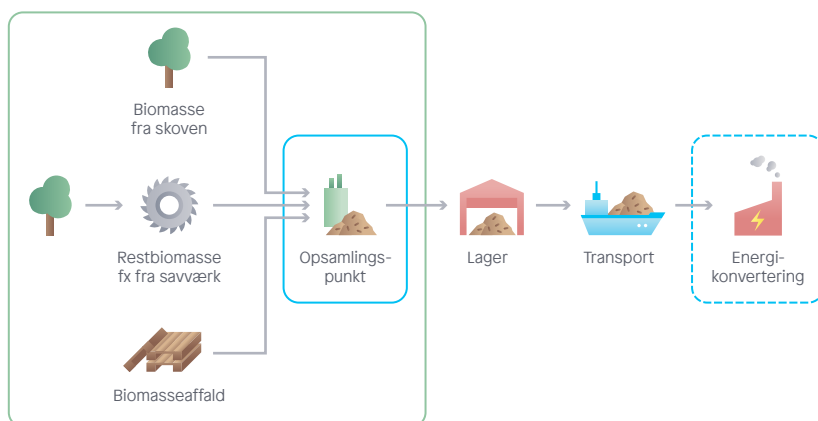 Biomasse
fra skoven
Restbiomasse
fx fra savværk
Opsamlings-
punkt
Lager
Transport
Energi-
konvertering
Biomasseaffald